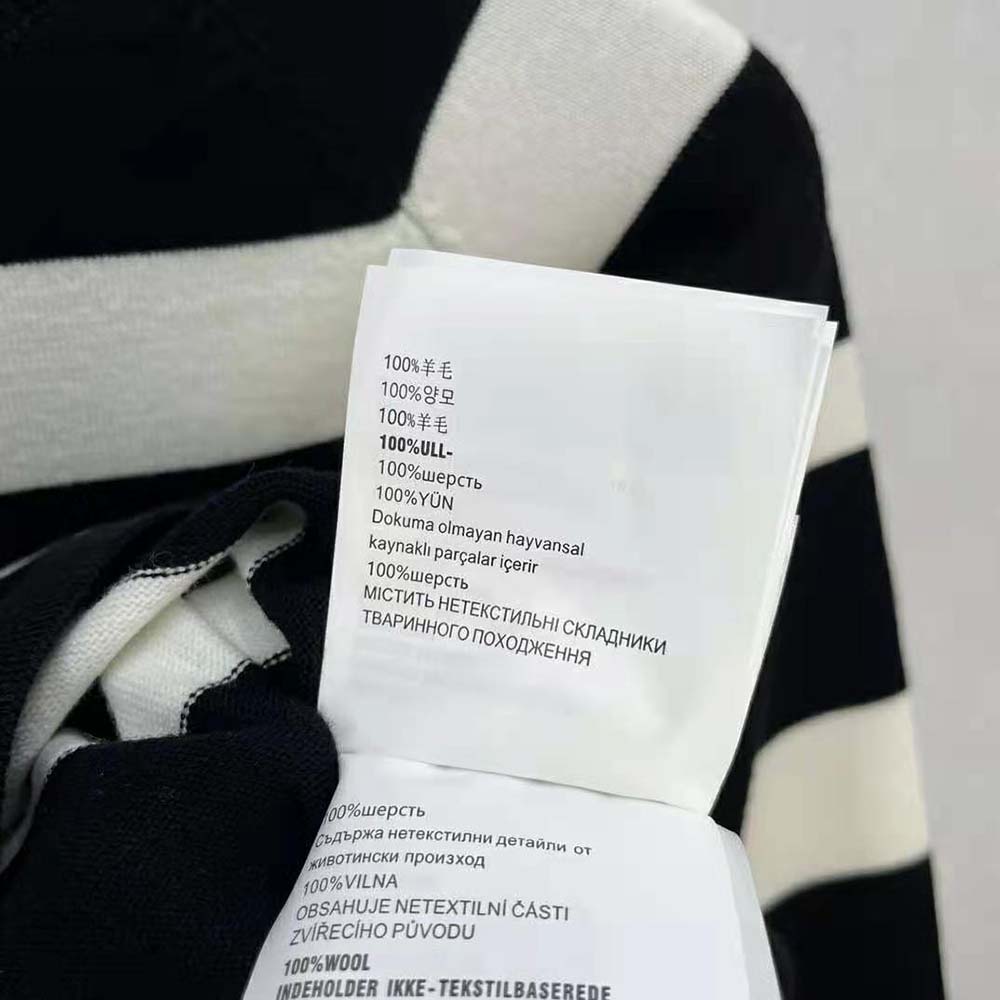 100%羊毛
100%양모
100%羊毛
100%ULL-
100%шерсть
100%YÜN
Dokuma olmayan hayvansal
kaynaklı parçalar içerir
100%шерсть
МІСТИТЬ НЕТЕКСТИЛЬНІ СКЛАДНИКИ
ТВАРИННОГО ПОХОДЖЕННЯ
100%шерсть
Съдържа нетекстилни детайли от
животински произход
100%VILNA
OBSAHUJE NETEXTILNÍ ČÁSTI
ZVÍŘECÍHO PŮVODU
100%WOOL
INDEHOLDER IKKE-TEKSTILBASEREDE